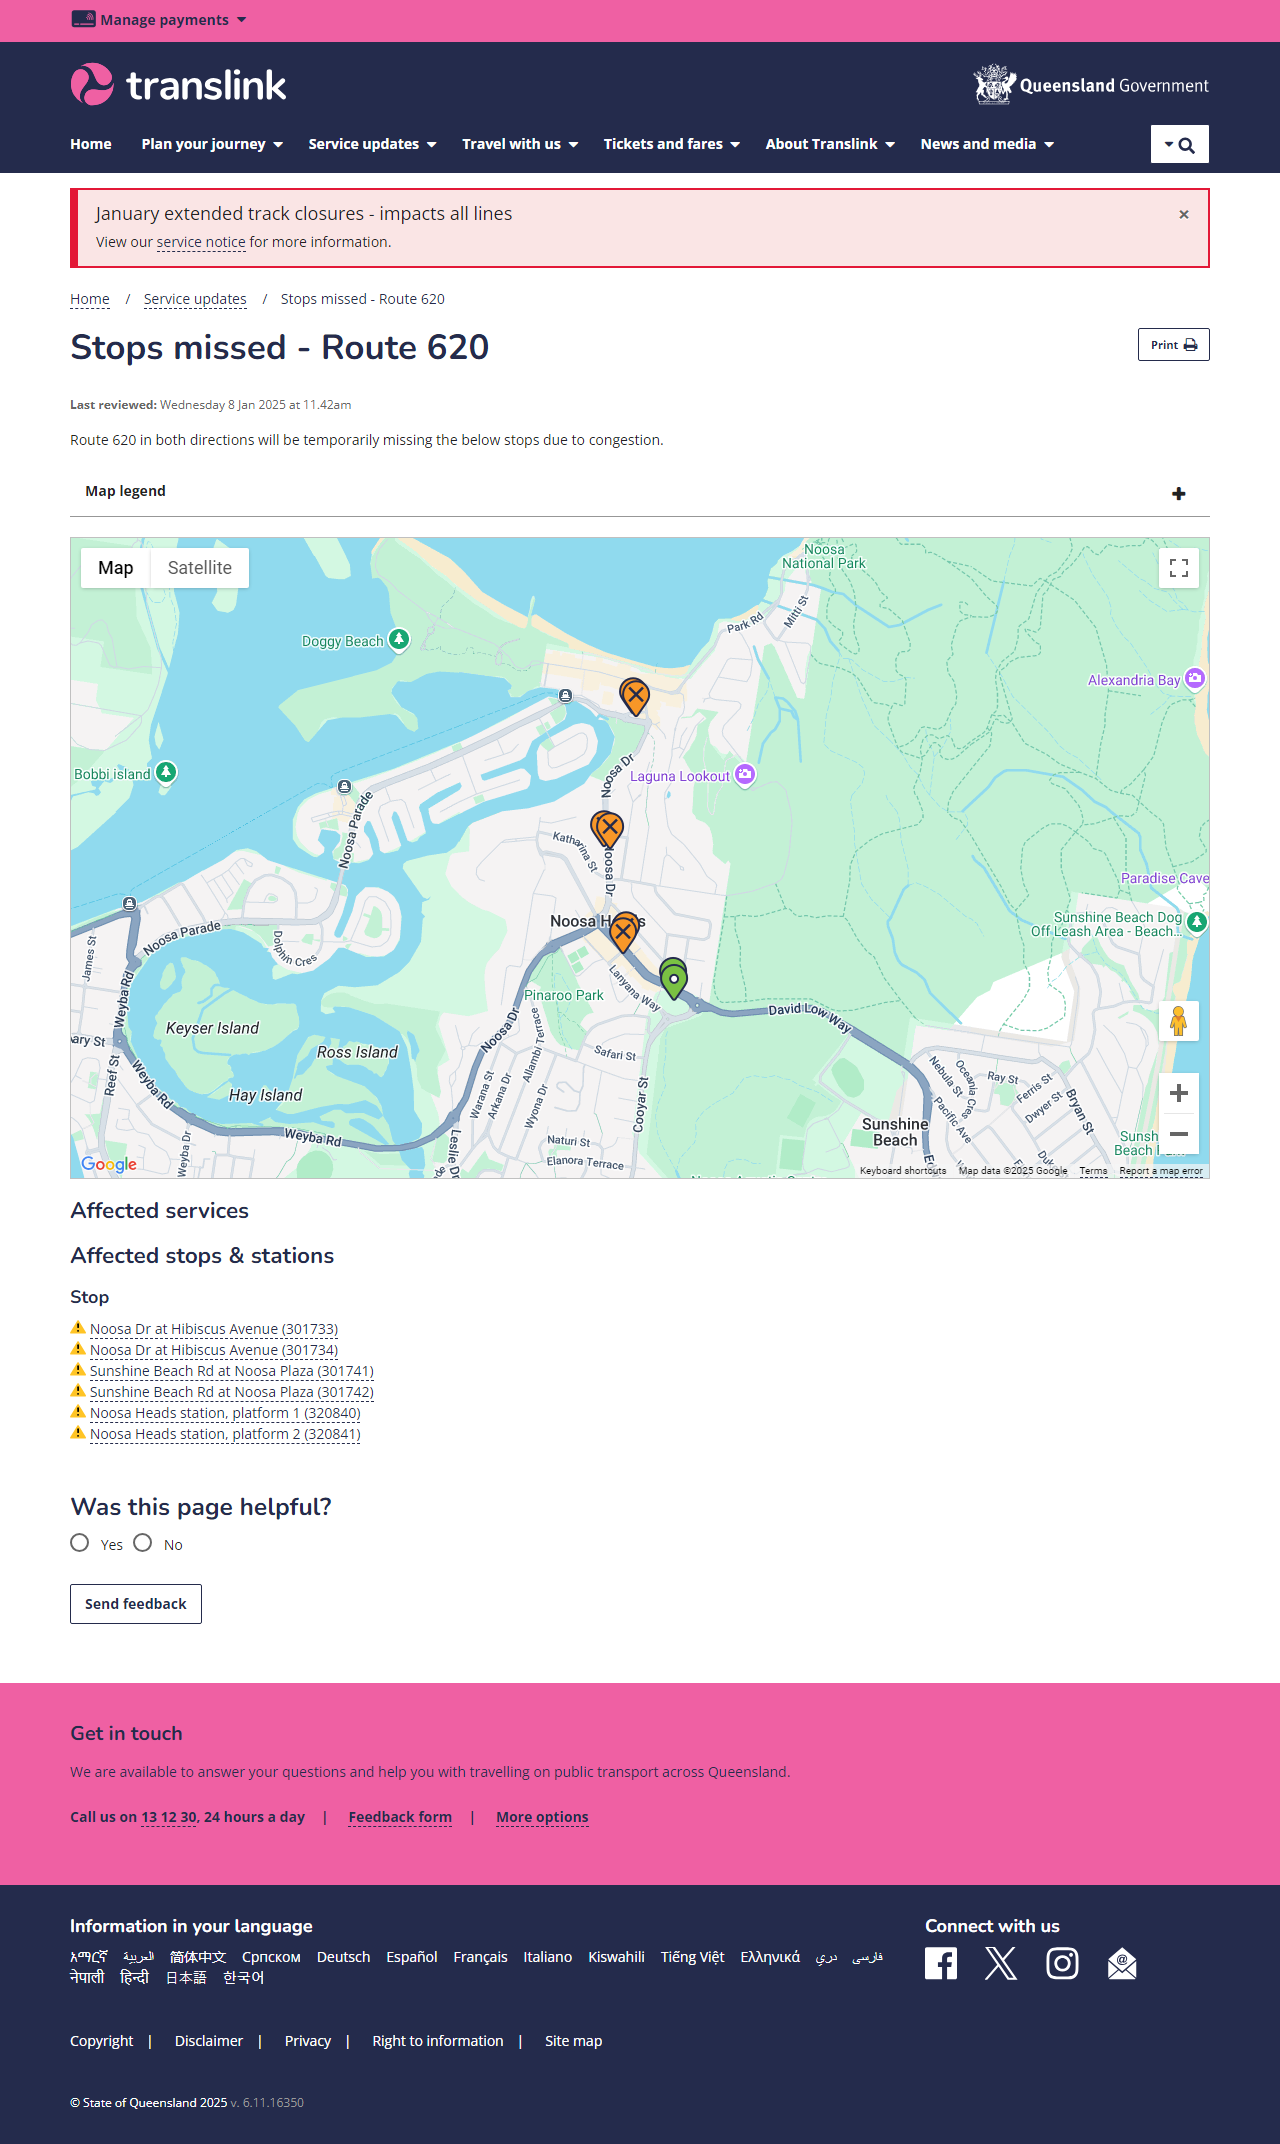 Manage payments
translink
Queensland Government
Home Plan your journey Service updates Travel with us Tickets and fares About Translink News and media
January extended track closures - impacts all lines
×
View our service notice for more information.
Home / Service updates / Stops missed - Route 620
Stops missed - Route 620
Print
Last reviewed: Wednesday 8 Jan 2025 at 11.42am
Route 620 in both directions will be temporarily missing the below stops due to congestion.
Map legend
Map Satellite
Noosa
National Park
Park Rd
Mitti St
Doggy Beach
Alexandria Bay
Bobbi island
Noosa Dr
Laguna Lookout
Noosa Parade
Katharina St
Noosa Dr
Paradise Cave
Sunshine Beach Dog
Off Leash Area - Beach...
Noosa Parade
Dolphin Cres
James St
Weyba Rd
Pinaroo Park
Lanyana Way
David Low Way
Keyser Island
Ross Island
Hay Island
Reef St
Weyba Rd
Noosa Dr
Allambi Terrace
Safari St
Warana St
Arkana Dr
Wyona Dr
Cooyar St
Nebula St
Oceania Cres
Pacific Ave
Ray St
Ferris St
Dwyer St
Bryan St
Sunshine
Beach
Weyba Rd
Weyba Dr
Naturi St
Elanora Terrace
Leslie Dr
Google
Keyboard shortcuts Map data ©2025 Google Terms Report a map error
Affected services
Affected stops & stations
Stop
Noosa Dr at Hibiscus Avenue (301733)
Noosa Dr at Hibiscus Avenue (301734)
Sunshine Beach Rd at Noosa Plaza (301741)
Sunshine Beach Rd at Noosa Plaza (301742)
Noosa Heads station, platform 1 (320840)
Noosa Heads station, platform 2 (320841)
Was this page helpful?
Yes No
Send feedback
Get in touch
We are available to answer your questions and help you with travelling on public transport across Queensland.
Call us on 13 12 30, 24 hours a day | Feedback form | More options
Information in your language
Connect with us
አማርኛ العربية 简体中文 Српском Deutsch Español Français Italiano Kiswahili Tiếng Việt Ελληνικά دری فارسی
नेपाली हिन्दी 日本語 한국어
Copyright | Disclaimer | Privacy | Right to information | Site map
© State of Queensland 2025 v. 6.11.16350